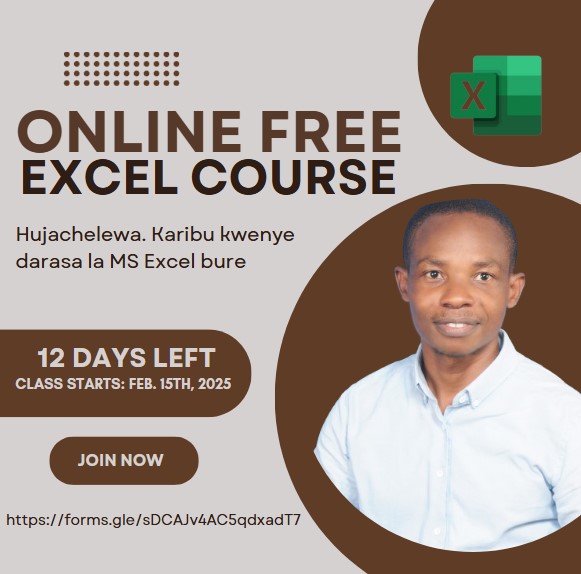 ONLINE FREE
EXCEL COURSE
Hujachelewa. Karibu kwenye
darasa la MS Excel bure
12 DAYS LEFT
CLASS STARTS: FEB. 15TH, 2025
JOIN NOW
https://forms.gle/sDCAJv4AC5qdxadT7
X